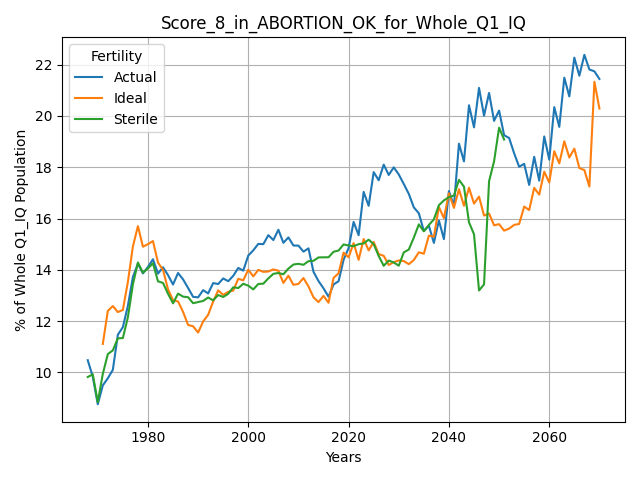 Score_8_in_ABORTION_OK_for_Whole_Q1_IQ
Fertility
Actual
Ideal
Sterile
% of Whole Q1_IQ Population
22
20
18
16
14
12
10
1980
2000
2020
2040
2060
Years